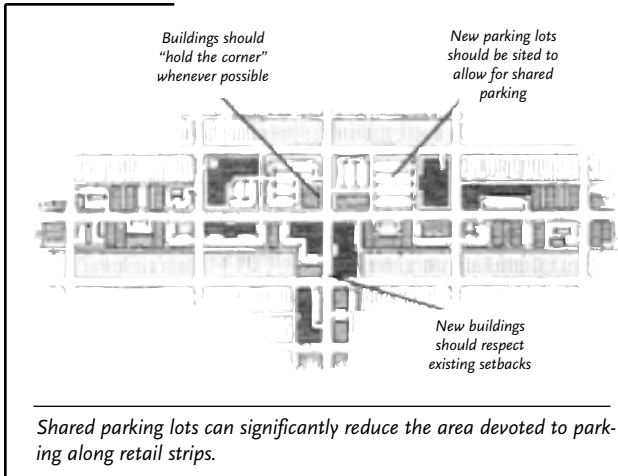 Buildings should
“hold the corner”
whenever possible
New parking lots
should be sited to
allow for shared
parking
New buildings
should respect
existing setbacks
Shared parking lots can significantly reduce the area devoted to park-
ing along retail strips.